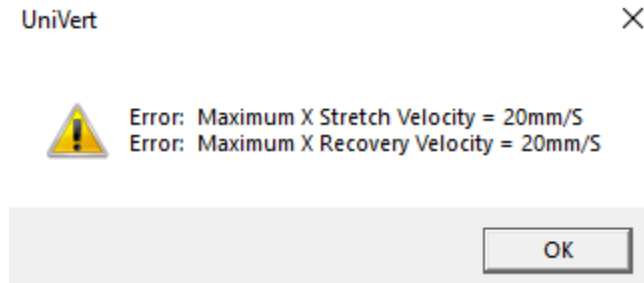 UniVert
Error: Maximum X Stretch Velocity = 20mm/S
Error: Maximum X Recovery Velocity = 20mm/S
OK